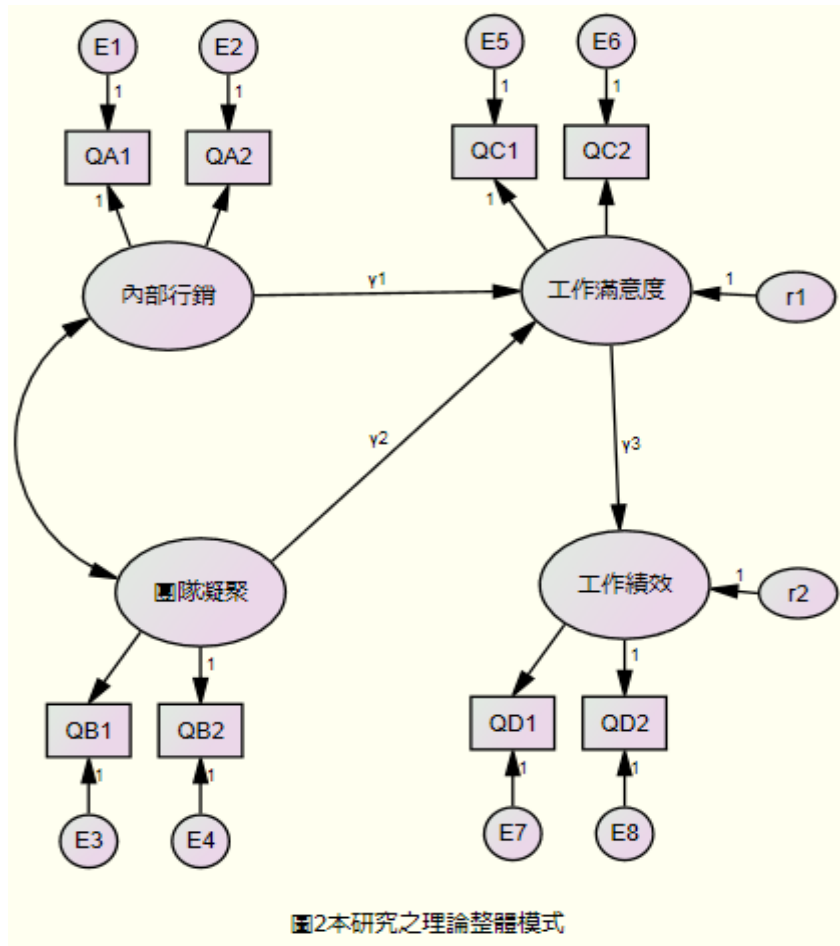 E1
E2
E5
E6
1
1
1
1
QA1
QA2
QC1
QC2
1
1
內部行銷
γ1
工作滿意度
1
r1
γ2
γ3
團隊凝聚
工作績效
1
r2
1
1
QB1
QB2
QD1
QD2
1
1
1
1
E3
E4
E7
E8
圖2本研究之理論整體模式